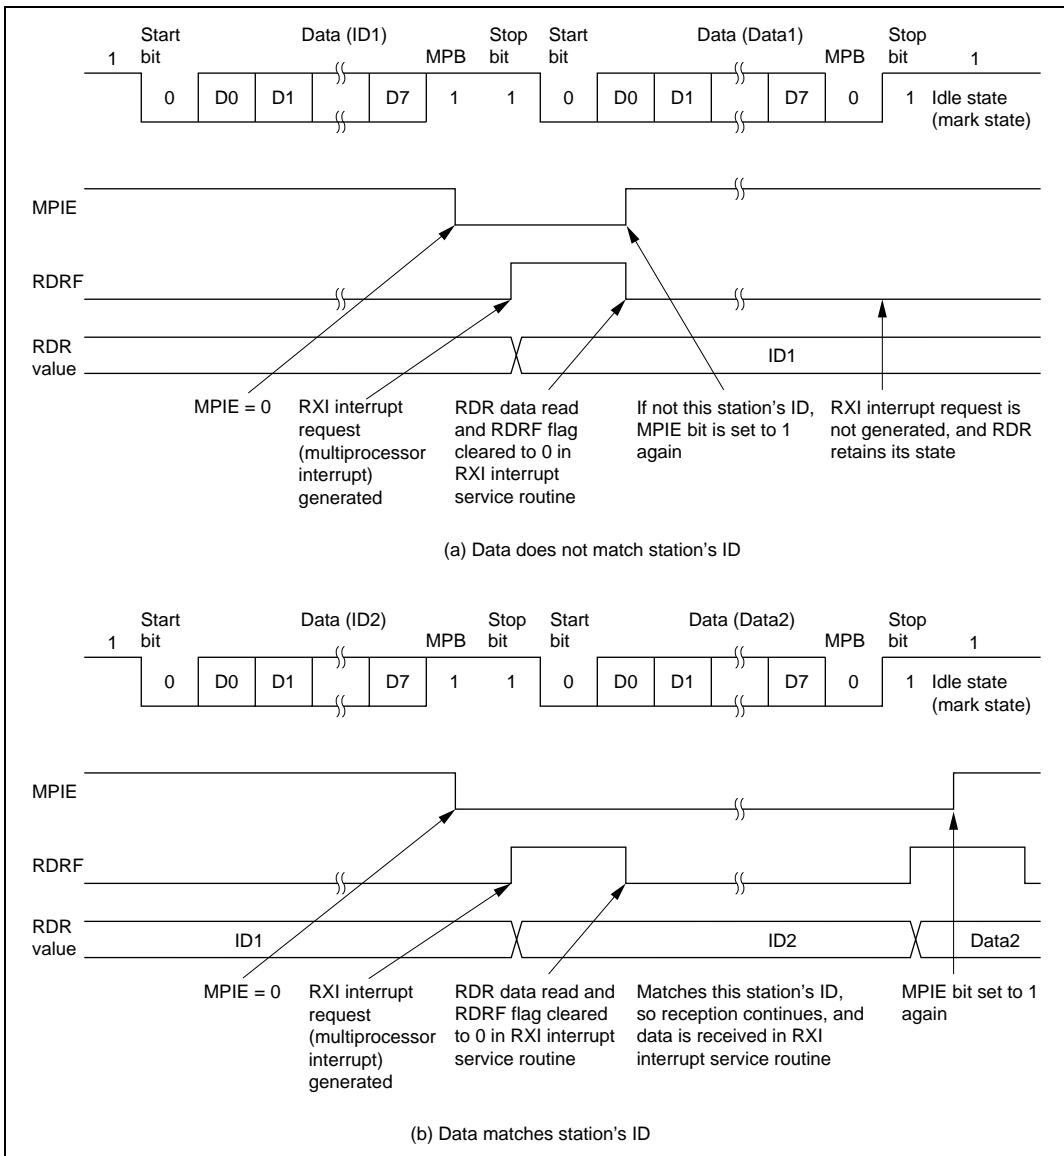 Start Data (ID1) Stop Start Data (Data1) Stop
1 bit MPB bit bit MPB bit 1
0 D0 D1 D7 1 1 0 D0 D1 D7 0 1 Idle state
(mark state)
MPIE
RDRF
RDR
value
ID1
MPIE = 0
RXI interrupt
request
(multiprocessor
interrupt)
generated
RDR data read
and RDRF flag
cleared to 0 in
RXI interrupt
service routine
If not this station's ID,
MPIE bit is set to 1
again
RXI interrupt request is
not generated, and RDR
retains its state
(a) Data does not match station's ID
Start Data (ID2) Stop Start Data (Data2) Stop
1 bit MPB bit bit MPB bit 1
0 D0 D1 D7 1 1 0 D0 D1 D7 0 1 Idle state
(mark state)
MPIE
RDRF
RDR
value
ID1 ID2 Data2
MPIE = 0
RXI interrupt
request
(multiprocessor
interrupt)
generated
RDR data read and
RDRF flag cleared
to 0 in RXI interrupt
service routine
Matches this station's ID,
so reception continues, and
data is received in RXI
interrupt service routine
MPIE bit set to 1
again
(b) Data matches station's ID